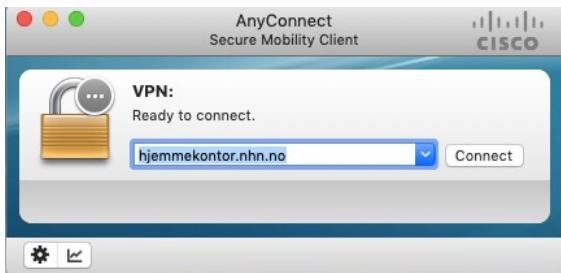 AnyConnect
Secure Mobility Client
CISCO
VPN:
Ready to connect.
hjemmekontor.nhn.no
Connect